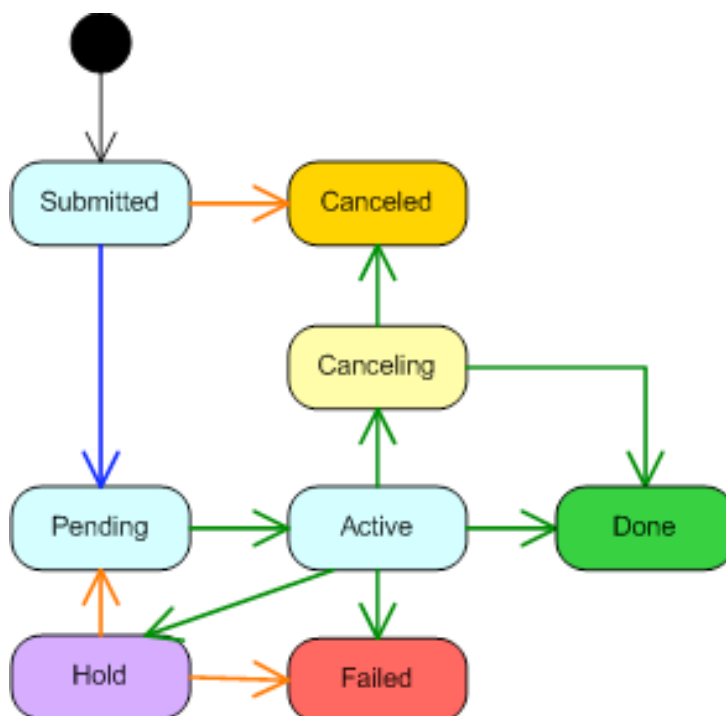 Submitted
Canceled
Canceling
Pending
Active
Done
Hold
Failed